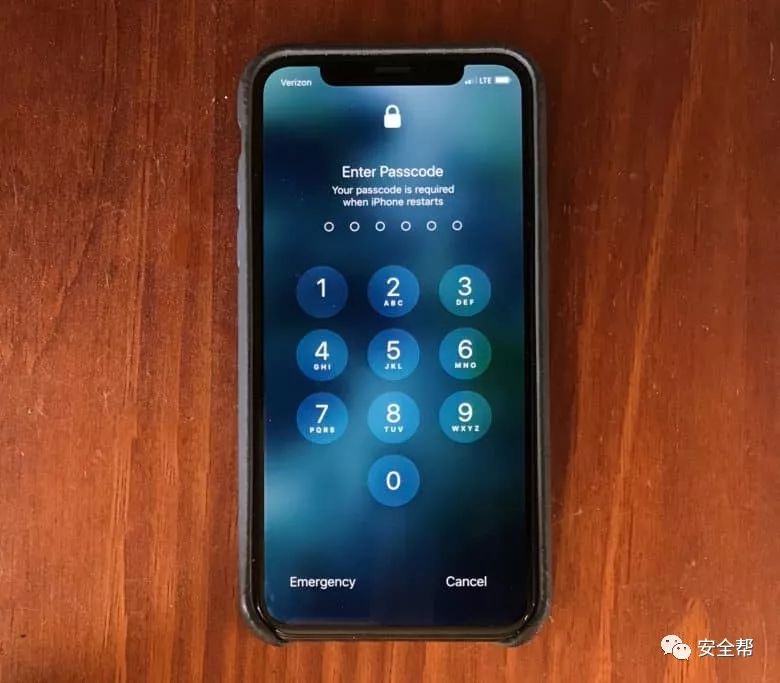 Verizon LTE
Enter Passcode
Your passcode is required
when iPhone restarts
1 2 3
ABC DEF
4 5 6
GHI JKL MNO
7 8 9
PQRS TUV WXYZ
0
Emergency Cancel
安全帮